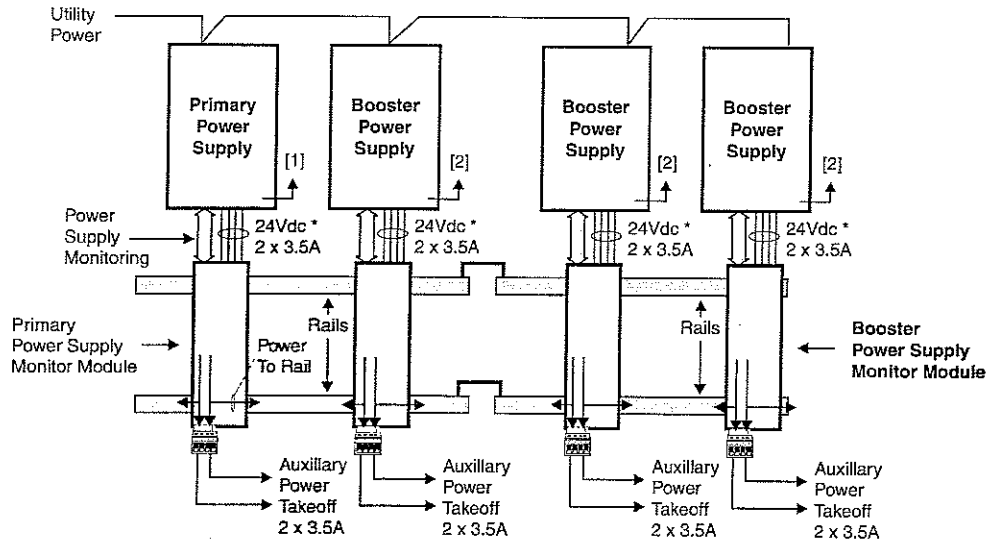 Utility
Power
Primary
Power
Supply
Booster
Power
Supply
Booster
Power
Supply
Booster
Power
Supply
[1]
[2]
[2]
[2]
Power
Supply
Monitoring
24Vdc *
2 x 3.5A
24Vdc *
2 x 3.5A
24Vdc *
2 x 3.5A
24Vdc *
2 x 3.5A
Primary
Power Supply
Monitor Module
Power
To Rail
Rails
Rails
Booster
Power Supply
Monitor Module
Auxillary
Power
Takeoff
2 x 3.5A
Auxillary
Power
Takeoff
2 x 3.5A
Auxillary
Power
Takeoff
2 x 3.5A
Auxillary
Power
Takeoff
2 x 3.5A